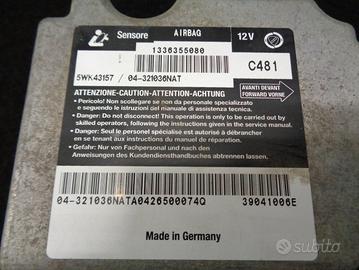 Sensore AIRBAG 12V
1336355080
5WK43157 / 04-321036NAT
C481
ATTENZIONE-CAUTION-ATTENTION-ACHTUNG
AVANTI DEVANT
FORWARD VORNE
• Pericolo! Non scollegare se non da personale specializzato
e seguendo le istruzioni del manuale di assistenza tecnica.
• Danger: Do not disconnect! This operation is only to be carried out by
skilled operators, following the instructions given in the service manual.
• Danger: Seul le personel spécialisé est autorisé à débrancher
en se tenant aux instructions du manuel de réparation.
• Gefahr: Nur von Fachpersonal und nach den
Anweisungen des Kundendiensthandbuches abtrennen lassen.
04-321036NATA0426500074Q
39041006E
Made in Germany
subito